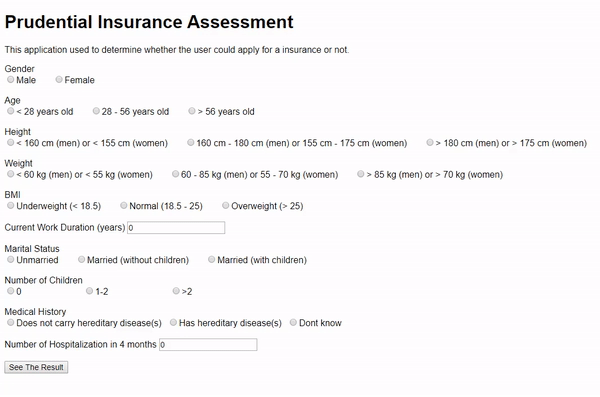 Prudential Insurance Assessment
This application used to determine whether the user could apply for a insurance or not.
Gender
Male Female
Age
< 28 years old 28 - 56 years old > 56 years old
Height
< 160 cm (men) or < 155 cm (women) 160 cm - 180 cm (men) or 155 cm - 175 cm (women) > 180 cm (men) or > 175 cm (women)
Weight
< 60 kg (men) or < 55 kg (women) 60 - 85 kg (men) or 55 - 70 kg (women) > 85 kg (men) or > 70 kg (women)
BMI
Underweight (< 18.5) Normal (18.5 - 25) Overweight (> 25)
Current Work Duration (years) 0
Marital Status
Unmarried Married (without children) Married (with children)
Number of Children
0 1-2 >2
Medical History
Does not carry hereditary disease(s) Has hereditary disease(s) Dont know
Number of Hospitalization in 4 months 0
See The Result